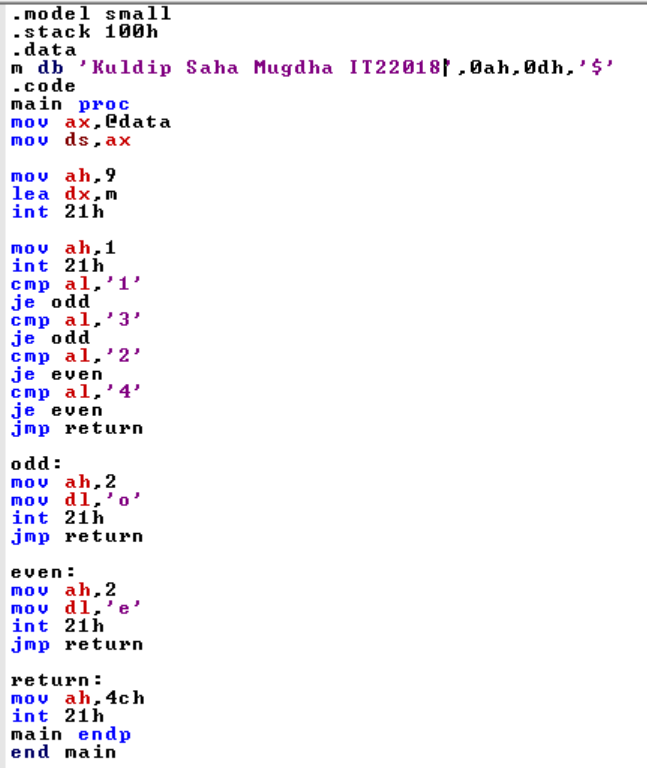 .model small
.stack 100h
.data
m db 'Kuldip Saha Mugdha IT22018',0ah,0dh,'$'
.code
main proc
mov ax,@data
mov ds,ax
mov ah,9
lea dx,m
int 21h
mov ah,1
int 21h
cmp al,'1'
je odd
cmp al,'3'
je odd
cmp al,'2'
je even
cmp al,'4'
je even
jmp return
odd:
mov ah,2
mov dl,'o'
int 21h
jmp return
even:
mov ah,2
mov dl,'e'
int 21h
jmp return
return:
mov ah,4ch
int 21h
main endp
end main